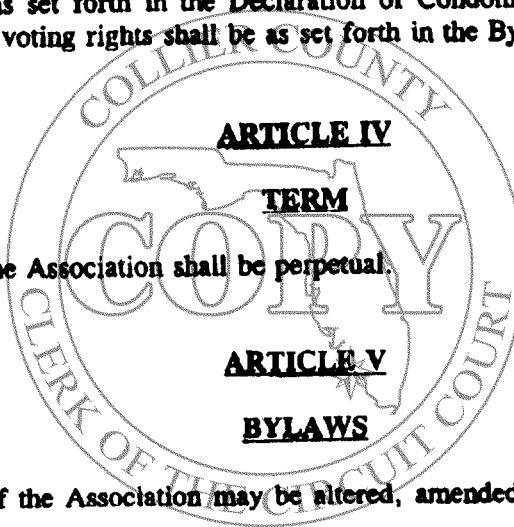 as set forth in the Declaration of
voting rights shall be as set forth in the By
COLLIER COUNTY
ARTICLE IV
TERM
COPY
Association shall be perpetual.
ARTICLE V
BYLAWS
CLERK OF THE CIRCUIT COURT
the Association may be altered, amended